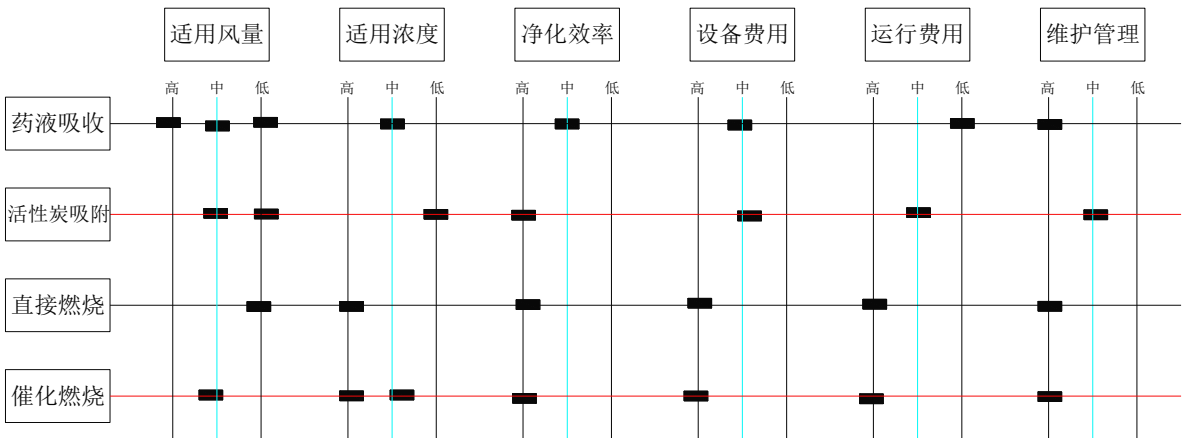 适用风量 适用浓度 净化效率 设备费用 运行费用 维护管理
高 中 低 高 中 低 高 中 低 高 中 低 高 中 低 高 中 低
药液吸收
活性炭吸附
直接燃烧
催化燃烧